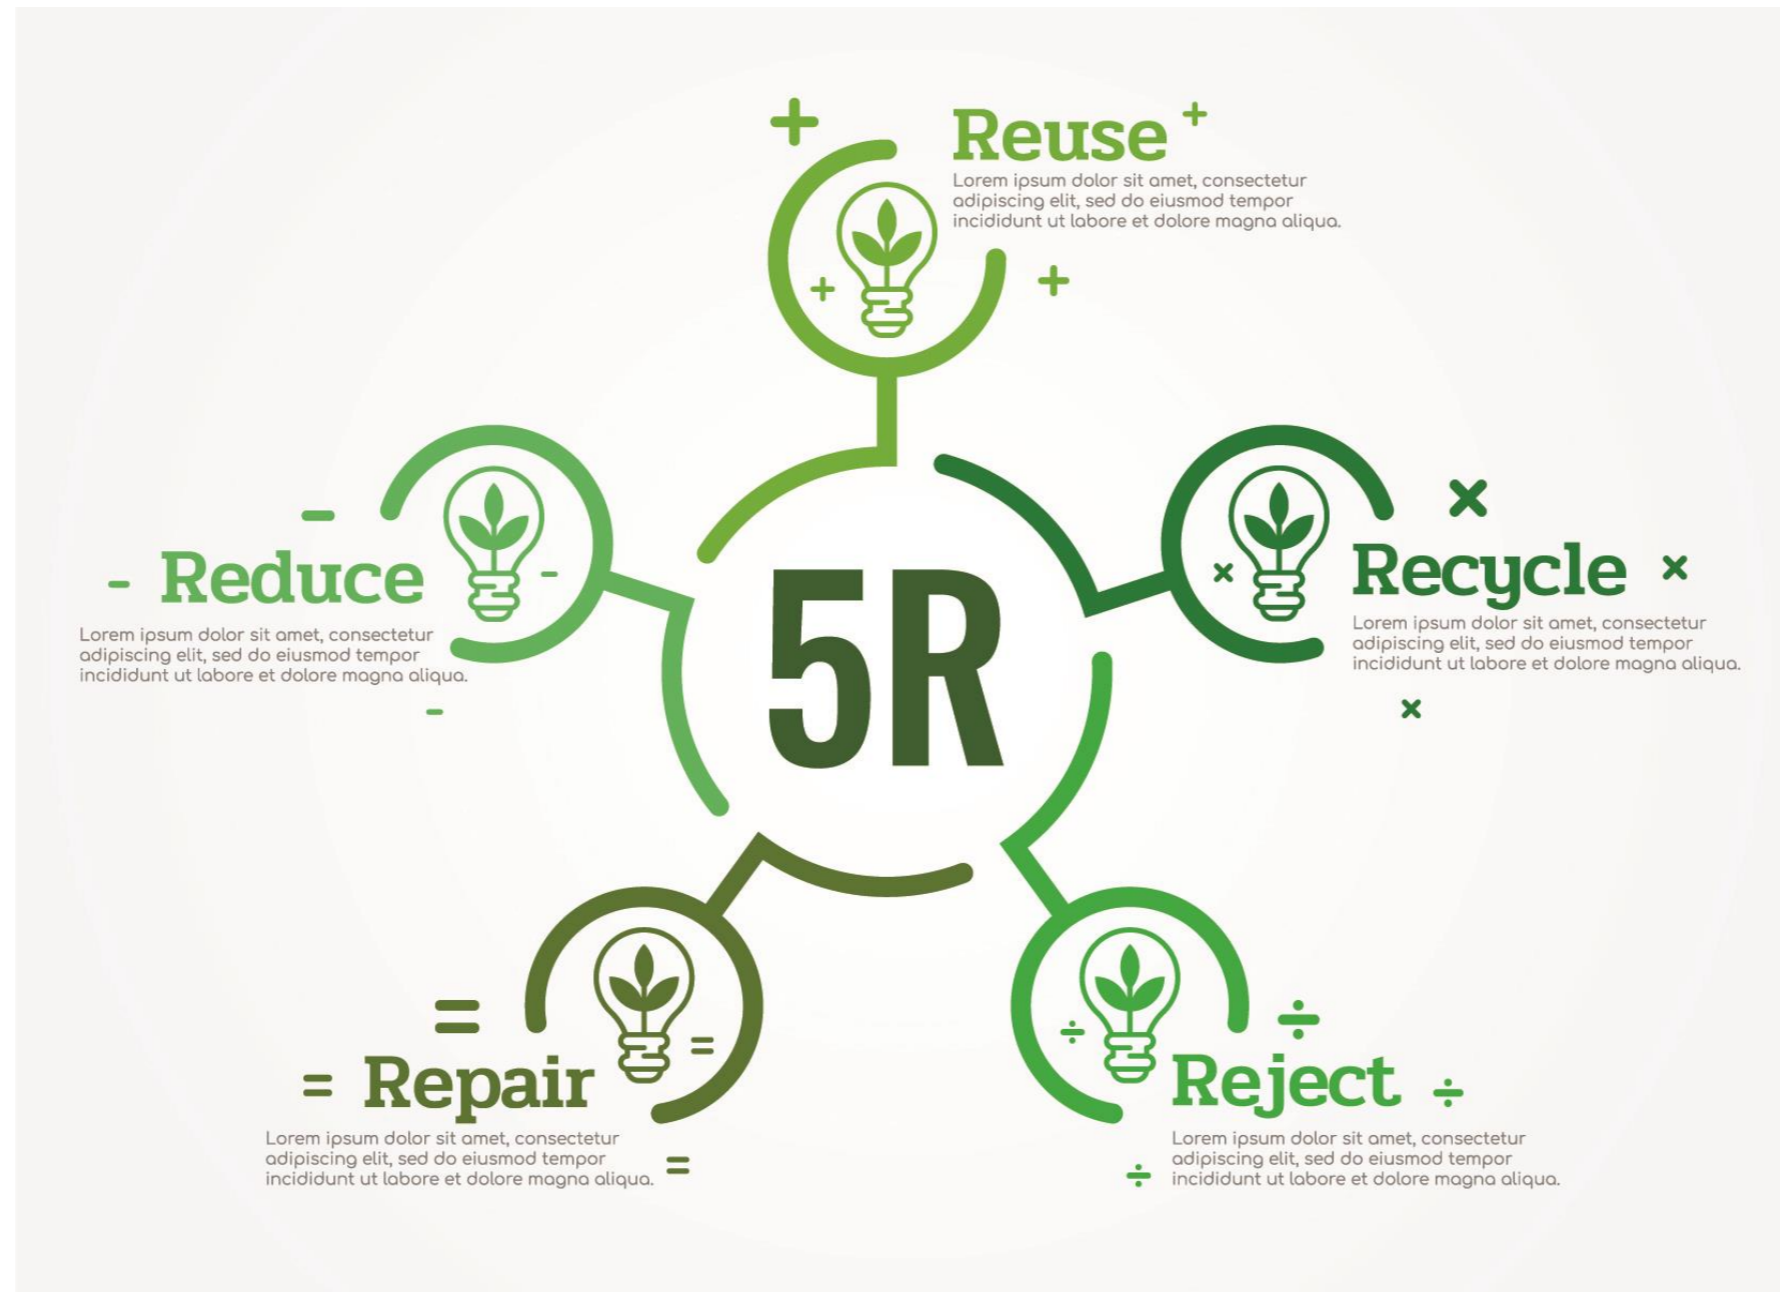 Reuse
Lorem ipsum dolor sit amet, consectetur
adipiscing elit, sed do eiusmod tempor
incididunt ut labore et dolore magna aliqua.
Reduce
Lorem ipsum dolor sit amet, consectetur
adipiscing elit, sed do eiusmod tempor
incididunt ut labore et dolore magna aliqua.
5R
Recycle
Lorem ipsum dolor sit amet, consectetur
adipiscing elit, sed do eiusmod tempor
incididunt ut labore et dolore magna aliqua.
Repair
Lorem ipsum dolor sit amet, consectetur
adipiscing elit, sed do eiusmod tempor
incididunt ut labore et dolore magna aliqua.
Reject
Lorem ipsum dolor sit amet, consectetur
adipiscing elit, sed do eiusmod tempor
incididunt ut labore et dolore magna aliqua.